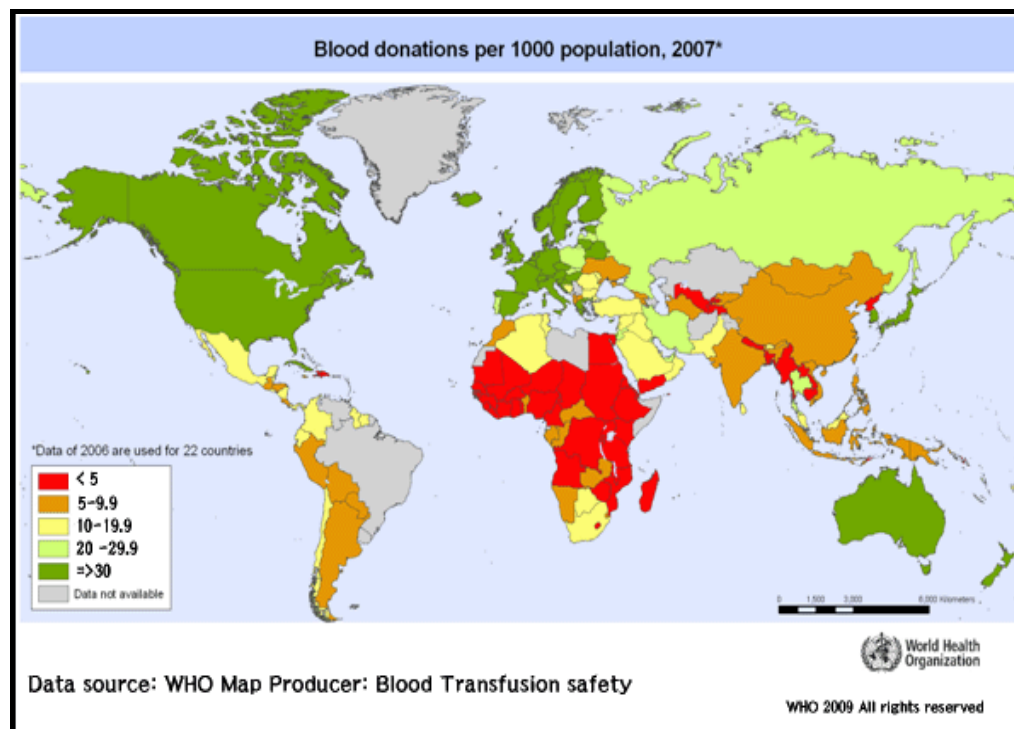 Blood donations per 1000 population, 2007*
*Data of 2006 are used for 22 countries
< 5
5-9.9
10-19.9
20 -29.9
=>30
Data not available
0 1,500 3,000 6,000 Kilometers
World Health
Organization
Data source: WHO Map Producer: Blood Transfusion safety
WHO 2009 All rights reserved